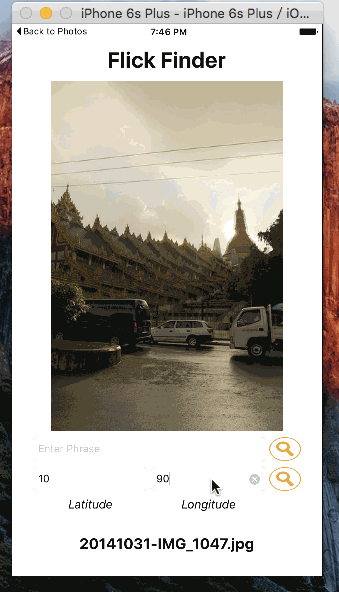 iPhone 6s Plus - iPhone 6s Plus / iO...
Back to Photos 7:46 PM
Flick Finder
Enter Phrase
10 90
Latitude Longitude
20141031-IMG_1047.jpg